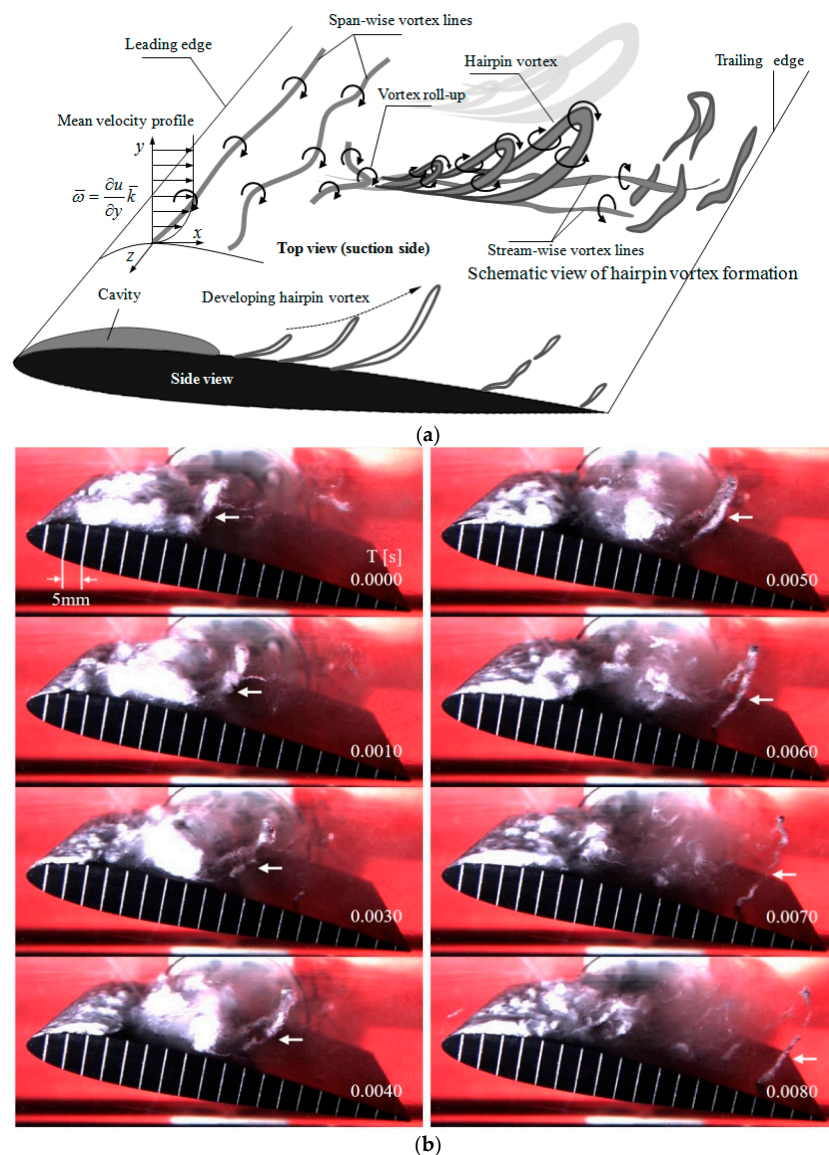 Span-wise vortex lines
Leading edge
Hairpin vortex
Trailing edge
Vortex roll-up
Mean velocity profile
y
ω̅ = ∂u/∂y k̅
x
z
Top view (suction side)
Stream-wise vortex lines
Schematic view of hairpin vortex formation
Cavity
Developing hairpin vortex
Side view
(a)
T [s]
0.0000
5mm
0.0050
0.0010
0.0060
0.0030
0.0070
0.0040
0.0080
(b)